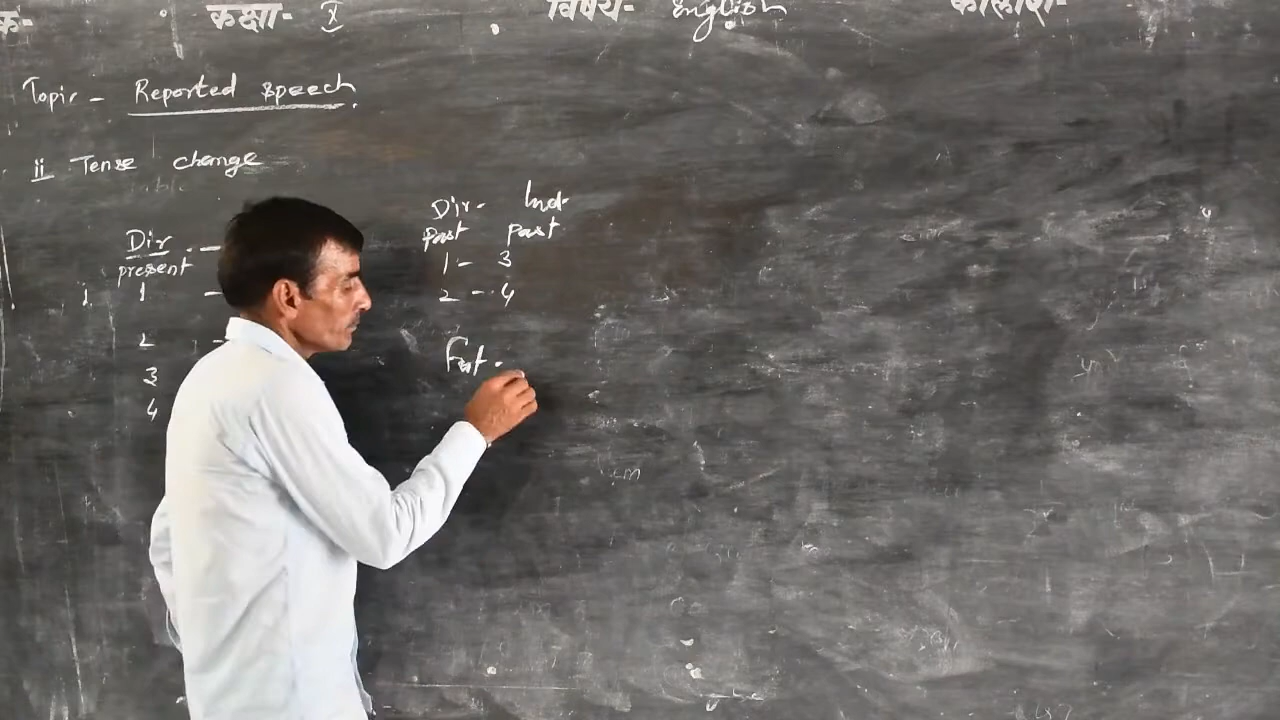 कक्षा- X विषय- English कालांश-
Topic - Reported speech.
ii Tense change
Dir. -
present
1. 1 -
2 -
3
4
Dir- Ind-
Past Past
1 - 3
2 - 4
Fut-